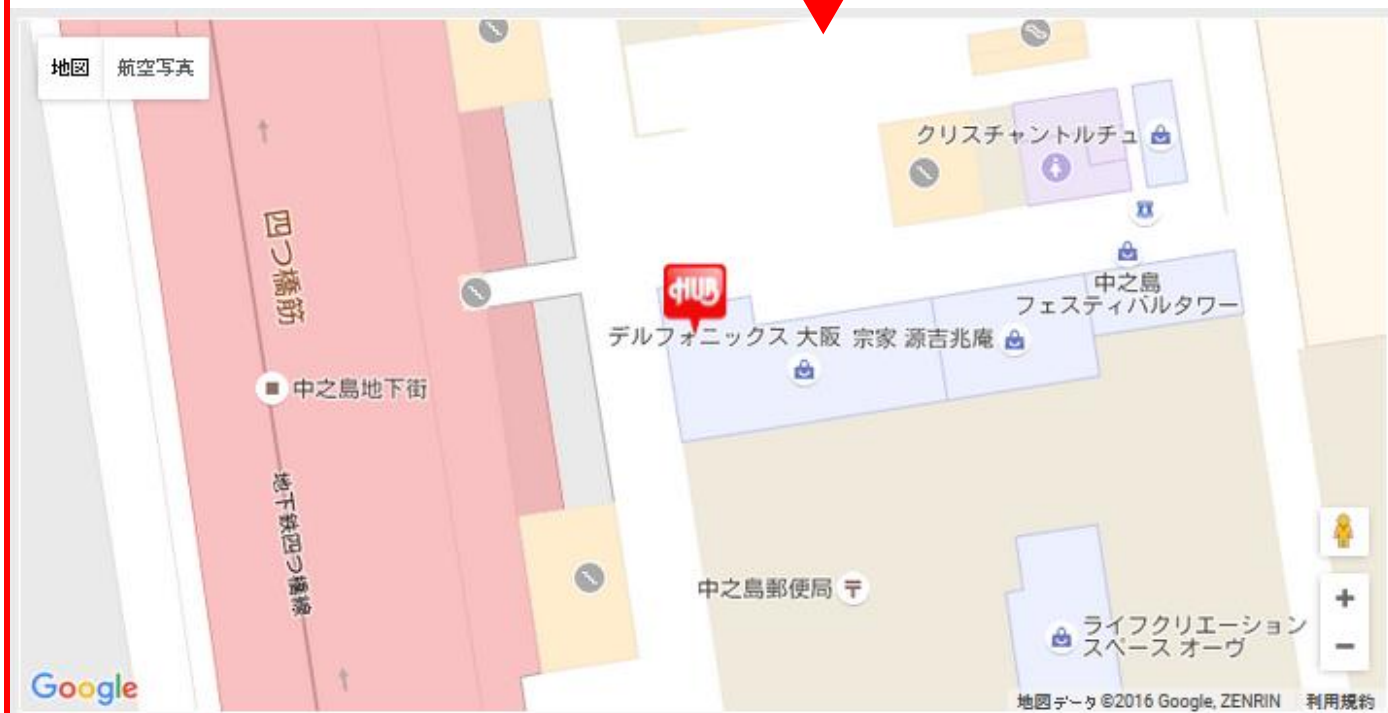 地図 航空写真
クリスチャントルチュ
四つ橋筋
HUB
中之島
フェスティバルタワー
デルフォニックス 大阪
宗家 源吉兆庵
中之島地下街
地下鉄四つ橋線
中之島郵便局
ライフクリエーション
スペース オーヴ
Google
地図データ ©2016 Google, ZENRIN 利用規約